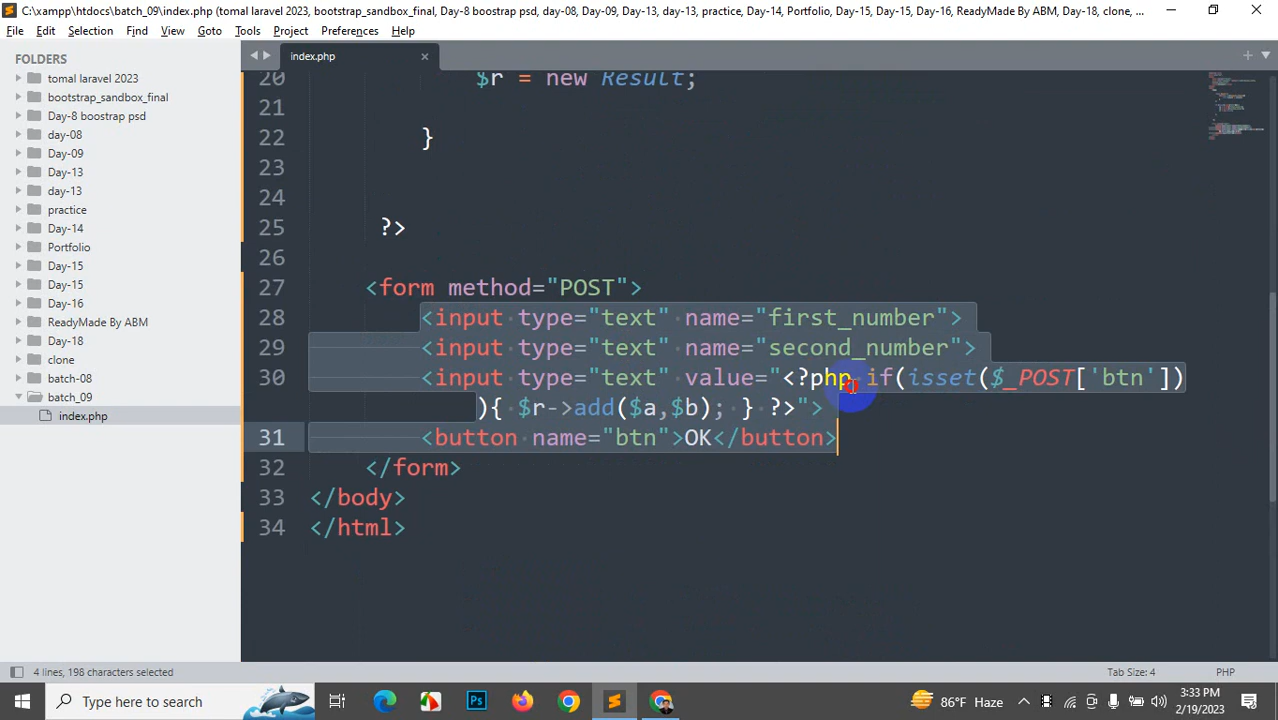 C:\xampp\htdocs\batch_09\index.php (tomal laravel 2023, bootstrap_sandbox_final, Day-8 boostrap psd, day-08, Day-09, Day-13, day-13, practice, Day-14, Portfolio, Day-15, Day-15, Day-16, ReadyMade By ABM, Day-18, clone, ...
File Edit Selection Find View Goto Tools Project Preferences Help
FOLDERS
tomal laravel 2023
bootstrap_sandbox_final
Day-8 boostrap psd
day-08
Day-09
Day-13
day-13
practice
Day-14
Portfolio
Day-15
Day-15
Day-16
ReadyMade By ABM
Day-18
clone
batch-08
batch_09
index.php
index.php
20 $r = new Result;
21
22 }
23
24
25 ?>
26
27 <form method="POST">
28 <input type="text" name="first_number">
29 <input type="text" name="second_number">
30 <input type="text" value="<?php if(isset($_POST['btn'])
){ $r->add($a,$b); } ?>">
31 <button name="btn">OK</button>
32 </form>
33 </body>
34 </html>
4 lines, 198 characters selected
Tab Size: 4
PHP
Type here to search
Ps
86°F Haze
3:33 PM
2/19/2023